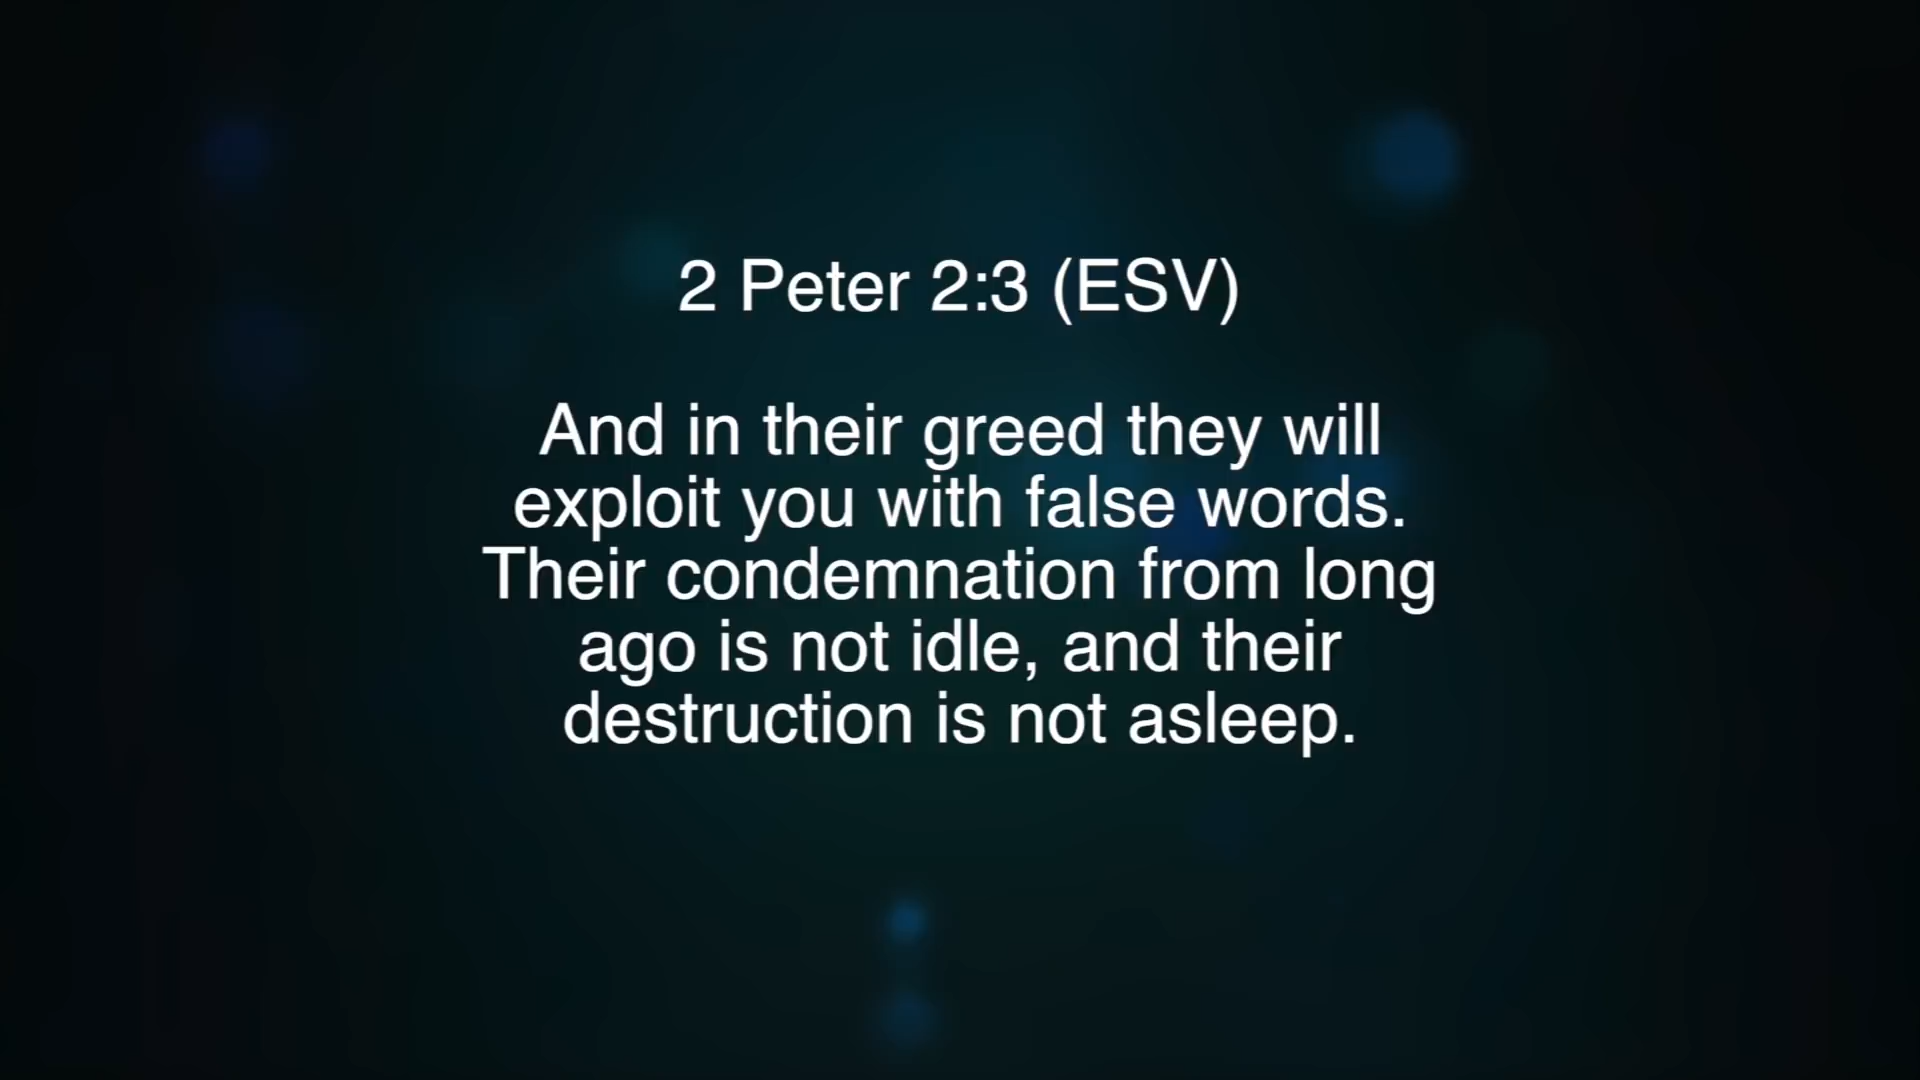 2 Peter 2:3 (ESV)
And in their greed they will
exploit you with false words.
Their condemnation from long
ago is not idle, and their
destruction is not asleep.